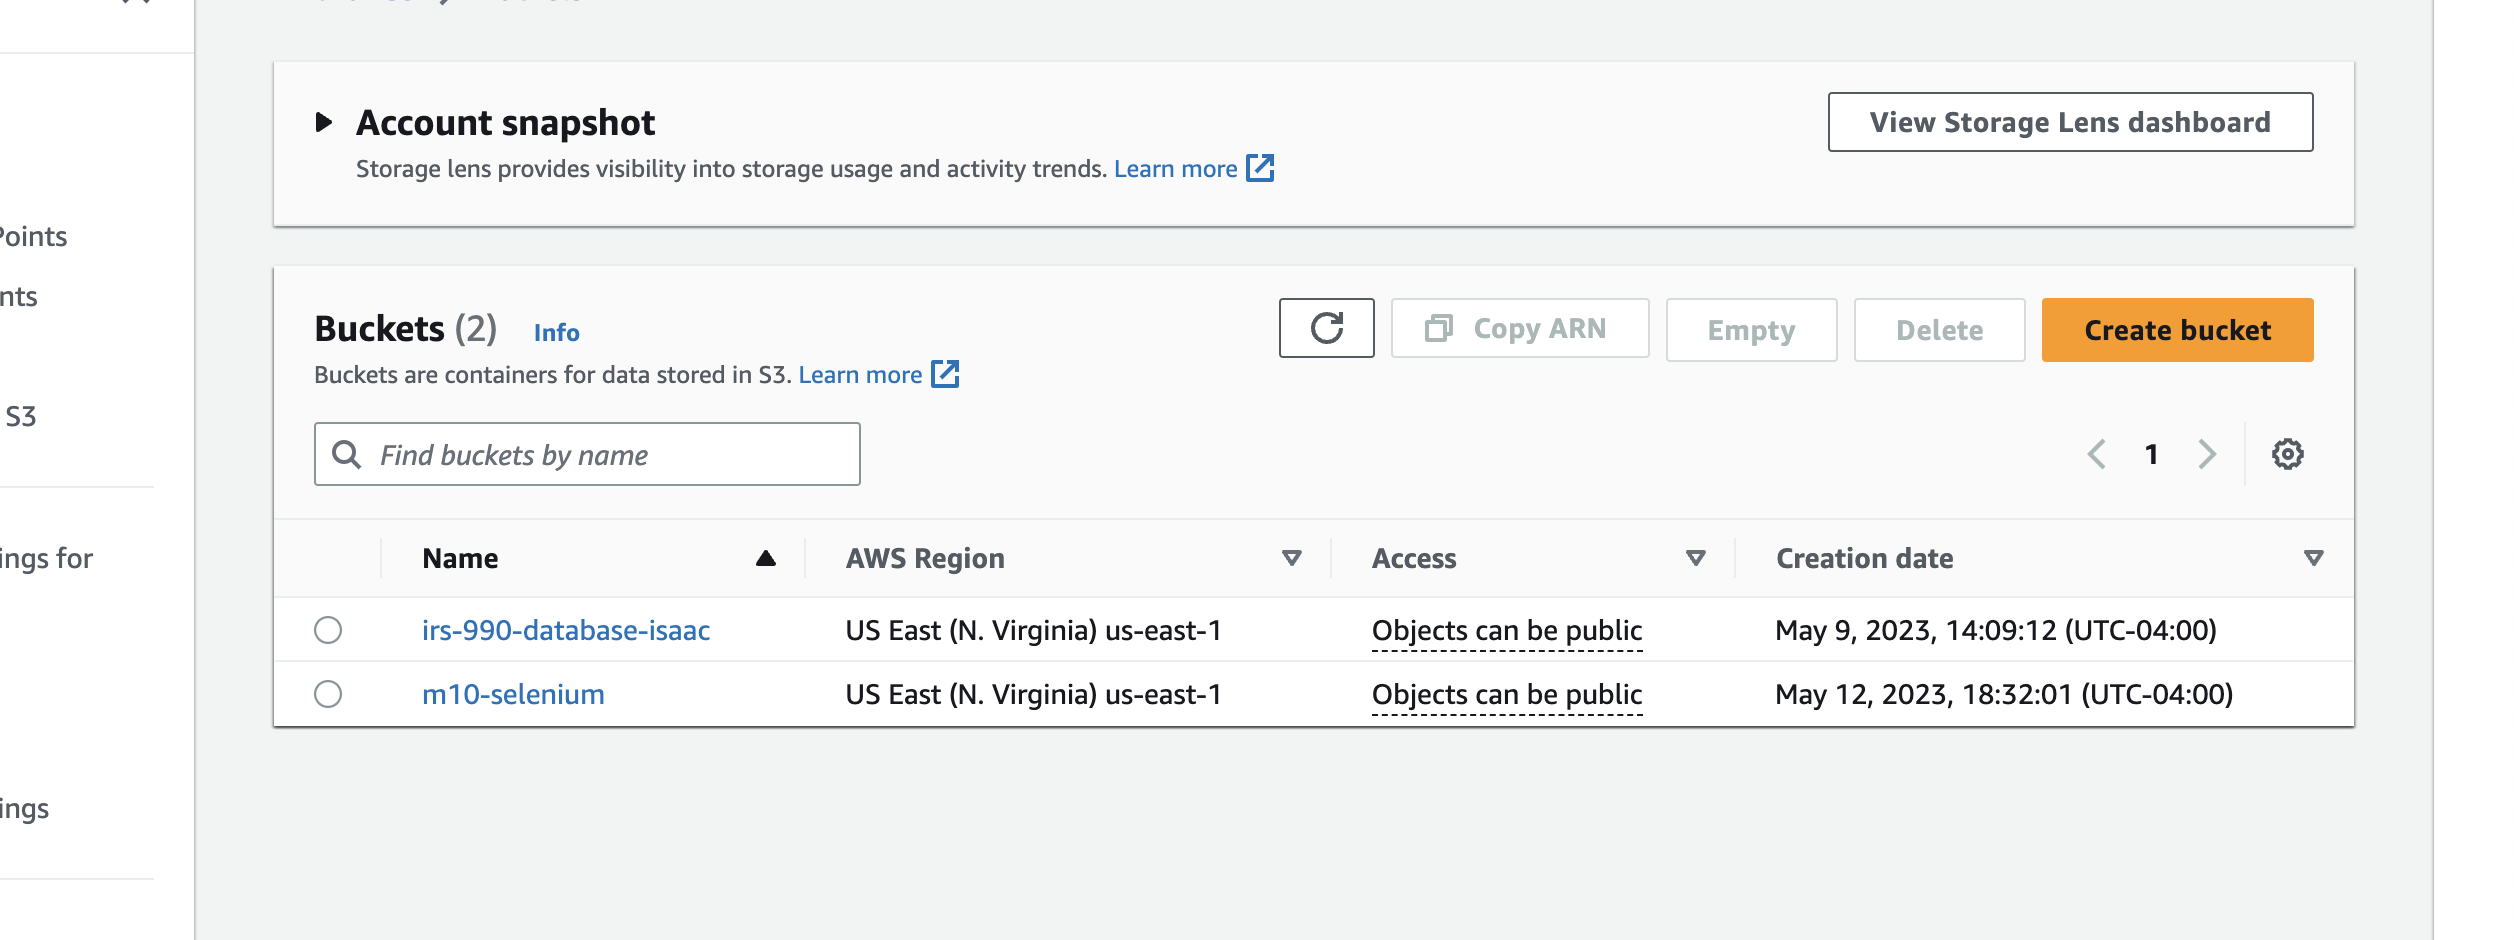 Account snapshot
View Storage Lens dashboard
Storage lens provides visibility into storage usage and activity trends. Learn more
Points
nts
S3
ings for
ings
Buckets (2) Info
Copy ARN
Empty
Delete
Create bucket
Buckets are containers for data stored in S3. Learn more
Find buckets by name
1
Name AWS Region Access Creation date
irs-990-database-isaac US East (N. Virginia) us-east-1 Objects can be public May 9, 2023, 14:09:12 (UTC-04:00)
m10-selenium US East (N. Virginia) us-east-1 Objects can be public May 12, 2023, 18:32:01 (UTC-04:00)